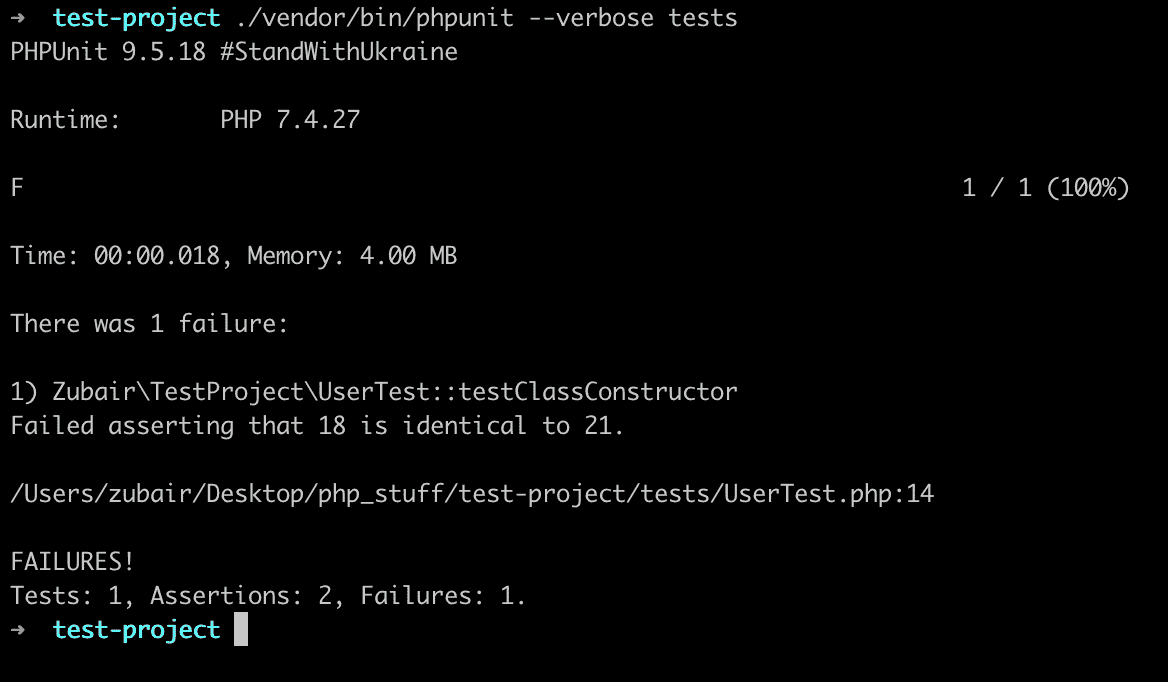 → test-project ./vendor/bin/phpunit --verbose tests
PHPUnit 9.5.18 #StandWithUkraine
Runtime: PHP 7.4.27
F 1 / 1 (100%)
Time: 00:00.018, Memory: 4.00 MB
There was 1 failure:
1) Zubair\TestProject\UserTest::testClassConstructor
Failed asserting that 18 is identical to 21.
/Users/zubair/Desktop/php_stuff/test-project/tests/UserTest.php:14
FAILURES!
Tests: 1, Assertions: 2, Failures: 1.
→ test-project